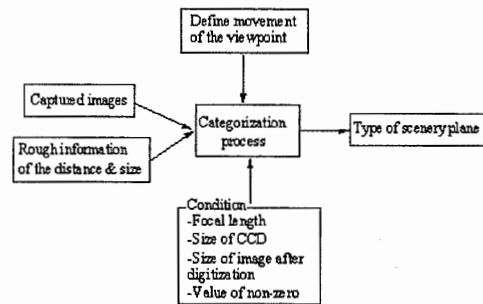 Define movement
of the viewpoint
Captured images
Categorization
process
Type of scenery plane
Rough information
of the distance & size
Condition
-Focal length
-Size of CCD
-Size of image after
digitization
-Value of non-zero